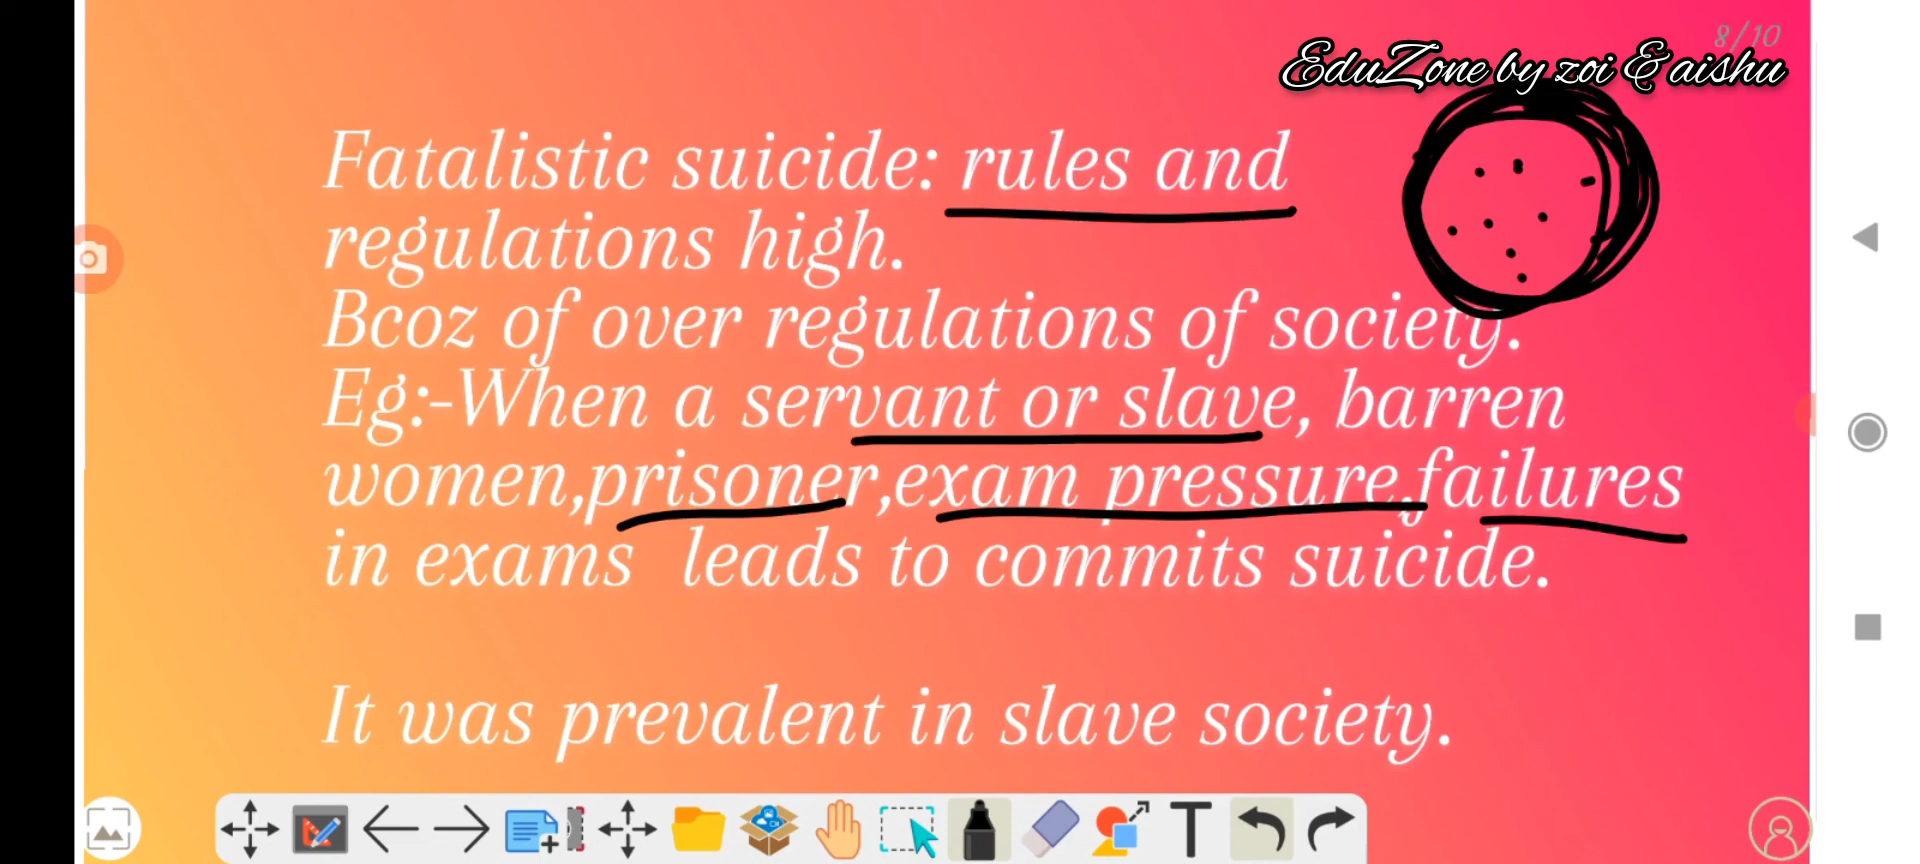 8/10
EduZone by zoi & aishu
Fatalistic suicide: rules and
regulations high.
Bcoz of over regulations of society.
Eg:-When a servant or slave, barren
women,prisoner,exam pressure,failures
in exams leads to commits suicide.
It was prevalent in slave society.
T